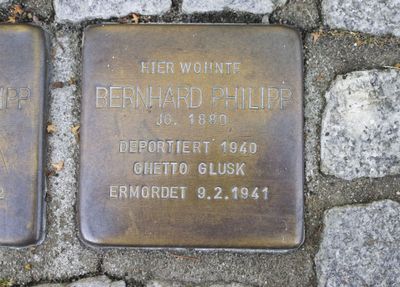 HIER WOHNTE
BERNHARD PHILIPP
JG. 1880
DEPORTIERT 1940
GHETTO GLUSK
ERMORDET 9.2.1941